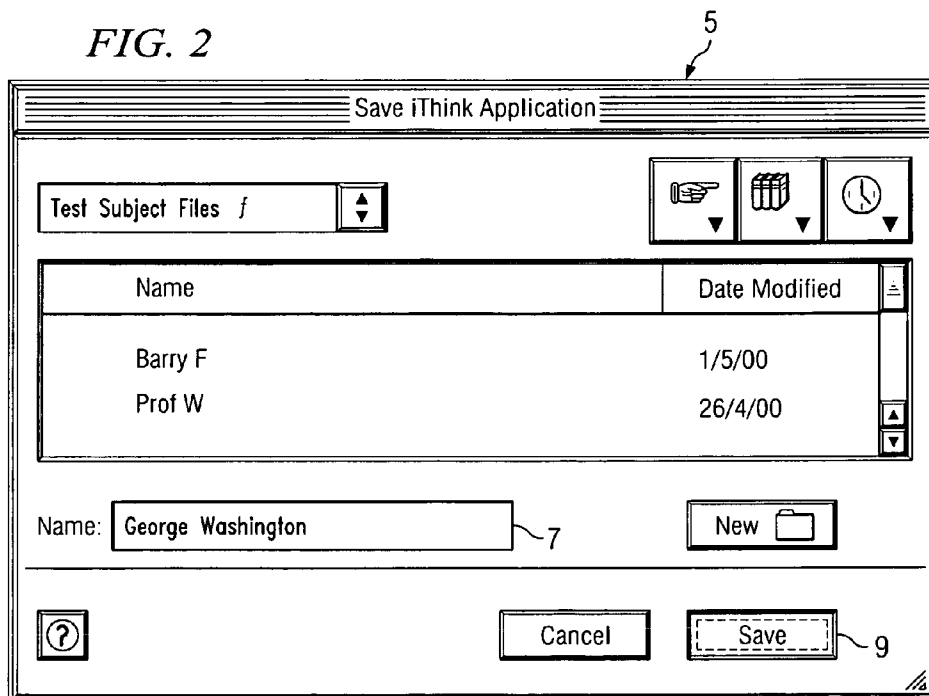 FIG. 2
5
Save iThink Application
Test Subject Files ƒ
Name Date Modified
Barry F 1/5/00
Prof W 26/4/00
Name: George Washington 7 New
? Cancel Save 9